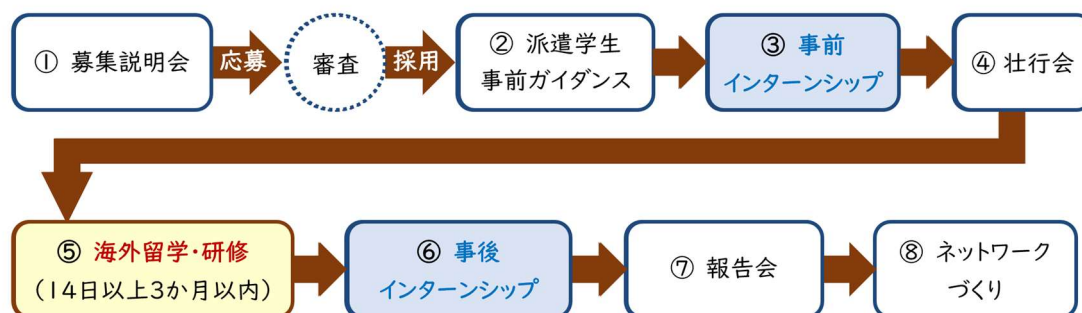 ① 募集説明会
応募
審査
採用
② 派遣学生
事前ガイダンス
③ 事前
インターンシップ
④ 壮行会
⑤ 海外留学・研修
(14日以上3か月以内)
⑥ 事後
インターンシップ
⑦ 報告会
⑧ ネットワーク
づくり